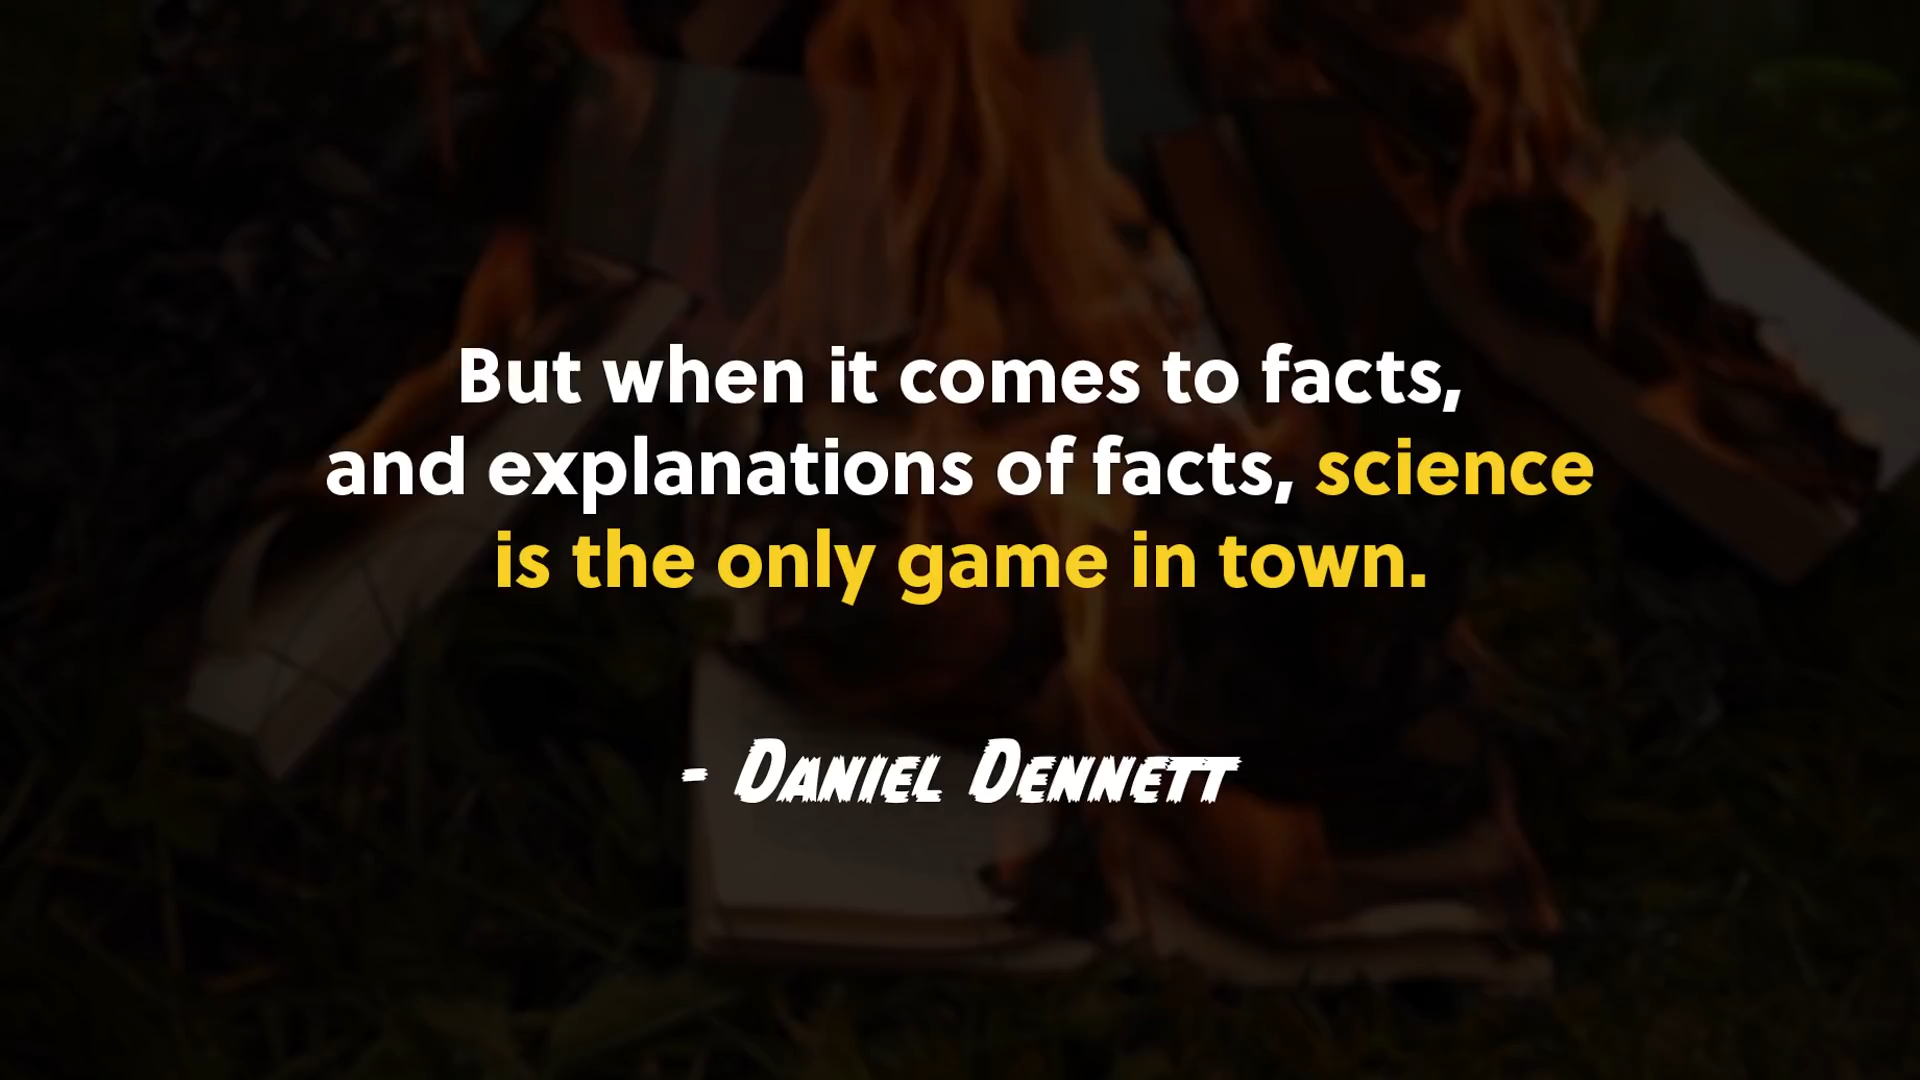 But when it comes to facts,
and explanations of facts, science
is the only game in town.
- Daniel Dennett